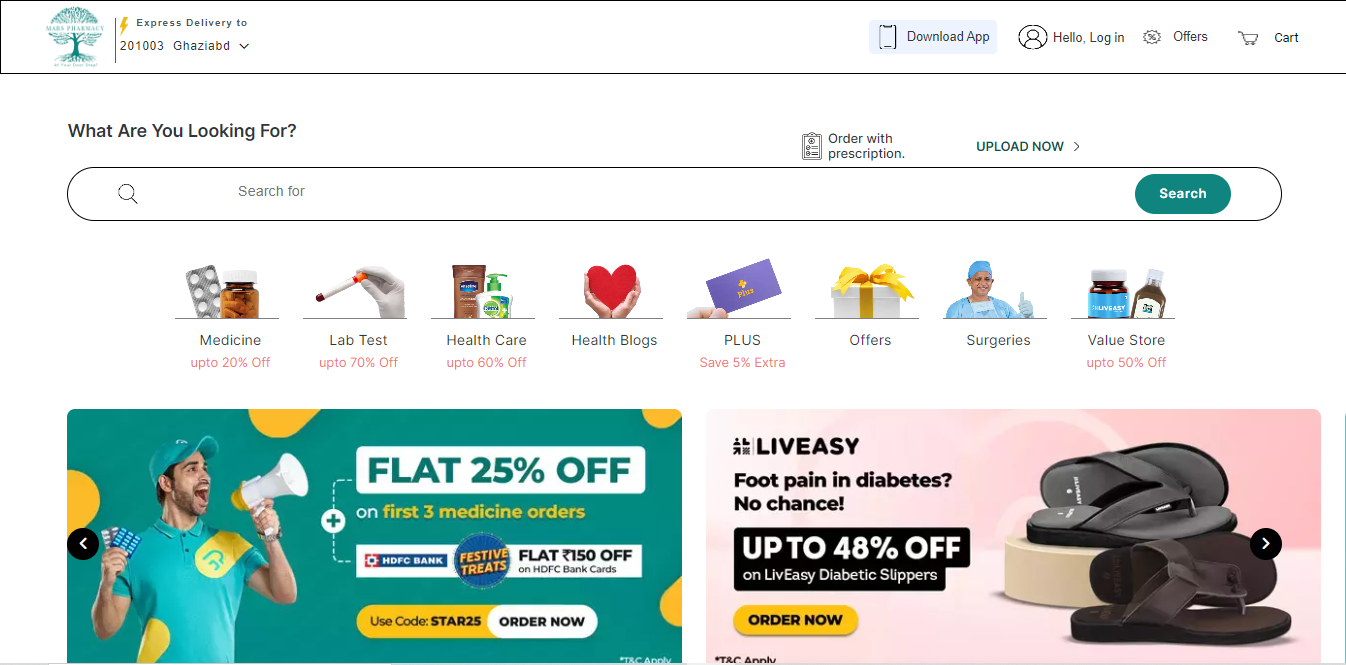 MARS PHARMACY
At Your Door Step!
Express Delivery to
201003 Ghaziabd
Download App
Hello, Log in
Offers
Cart
What Are You Looking For?
Order with
prescription.
UPLOAD NOW
Search for
Search
Medicine
upto 20% Off
Lab Test
upto 70% Off
Health Care
upto 60% Off
Health Blogs
Plus
PLUS
Save 5% Extra
Offers
Surgeries
LIVEASY
Value Store
upto 50% Off
FLAT 25% OFF
on first 3 medicine orders
HDFC BANK
FESTIVE
TREATS
FLAT ₹150 OFF
on HDFC Bank Cards
Use Code: STAR25
ORDER NOW
*T&C Apply
LIVEASY
Foot pain in diabetes?
No chance!
UP TO 48% OFF
on LivEasy Diabetic Slippers
ORDER NOW
*T&C Apply